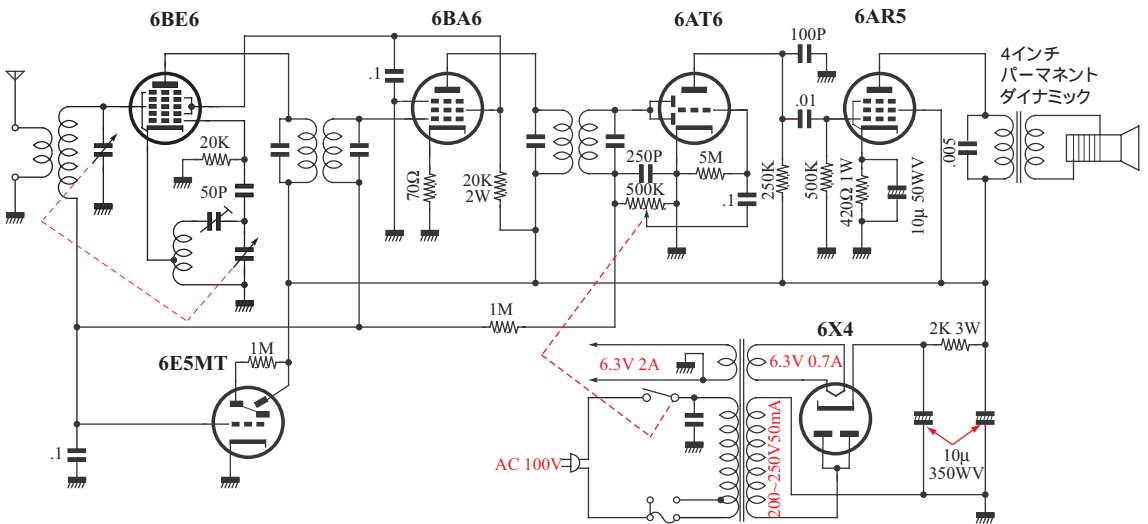 6BE6
6BA6
6AT6
6AR5
100P
4インチ
パーマネント
ダイナミック
.1
.01
20K
50P
70Ω
20K
2W
250P
5M
500K
.1
250K
500K
420Ω 1W
10μ 50WV
.005
1M
1M
6E5MT
.1
6X4
2K 3W
6.3V 2A
6.3V 0.7A
AC 100V
200~250V50mA
10μ
350WV